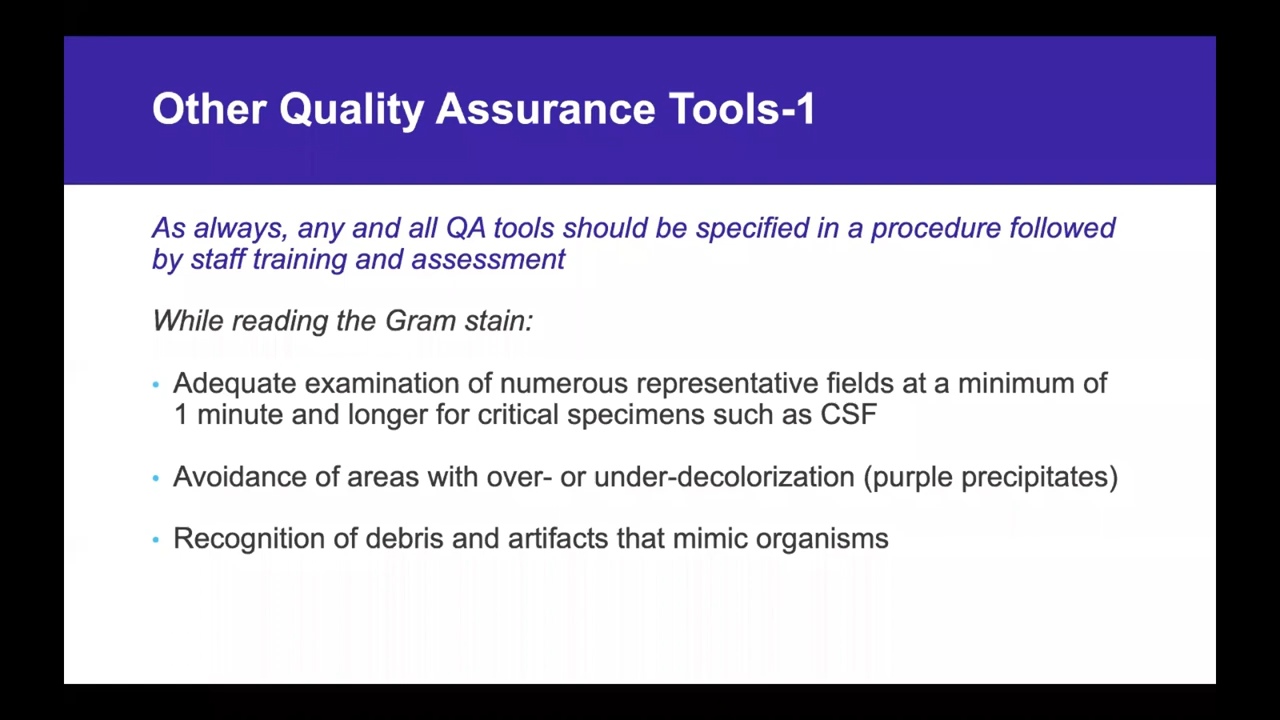 Other Quality Assurance Tools-1
As always, any and all QA tools should be specified in a procedure followed
by staff training and assessment
While reading the Gram stain:
• Adequate examination of numerous representative fields at a minimum of
1 minute and longer for critical specimens such as CSF
• Avoidance of areas with over- or under-decolorization (purple precipitates)
• Recognition of debris and artifacts that mimic organisms